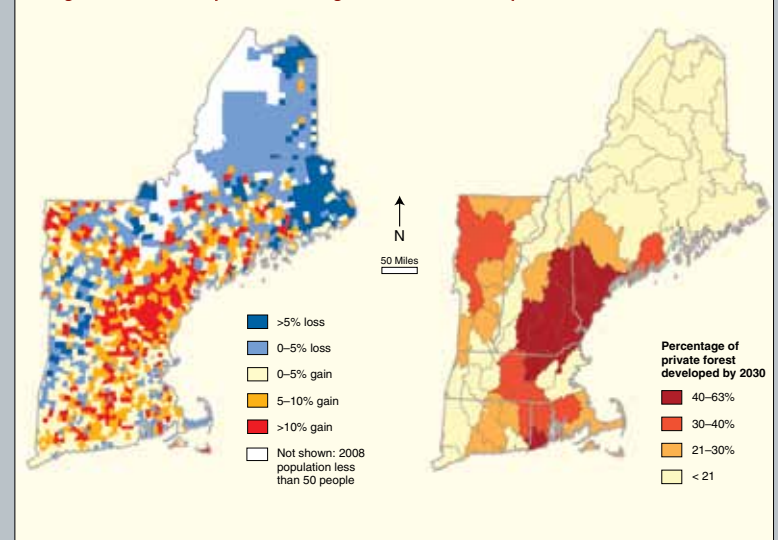 N
50 Miles
>5% loss
0–5% loss
0–5% gain
5–10% gain
>10% gain
Not shown: 2008
population less
than 50 people
Percentage of
private forest
developed by 2030
40–63%
30–40%
21–30%
< 21